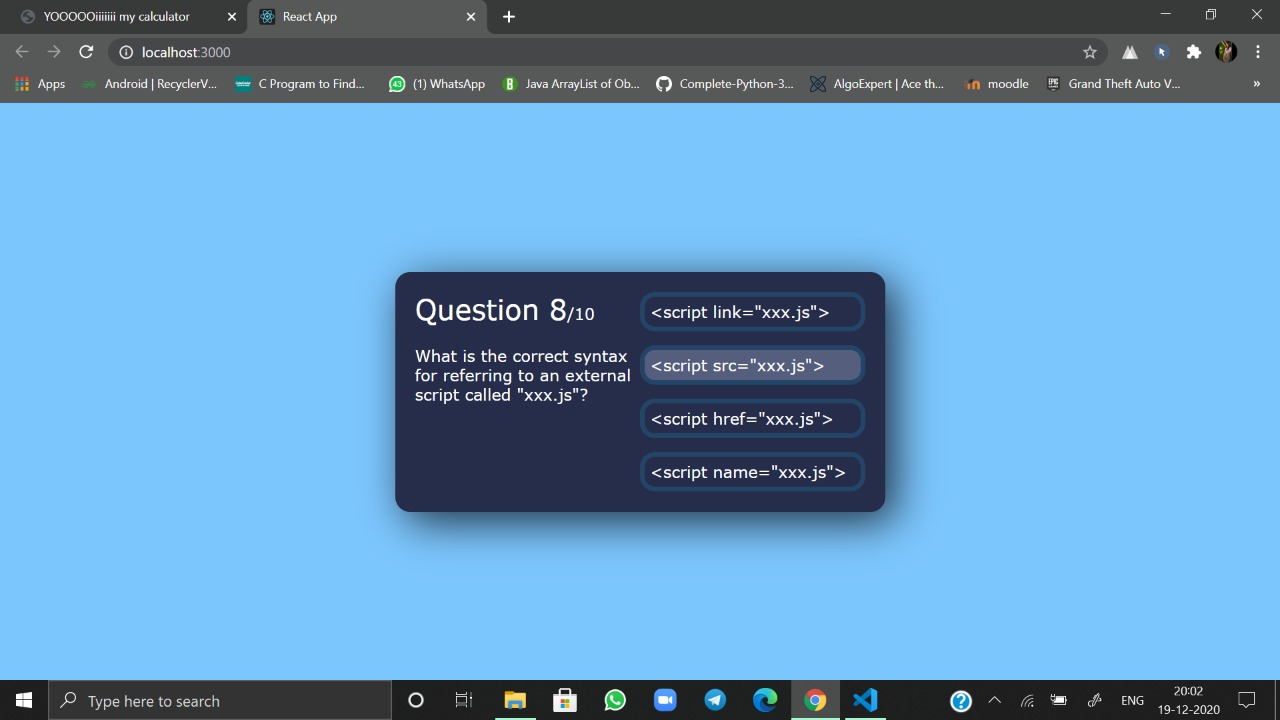 YOOOOOiiiiiii my calculator
React App
localhost:3000
Apps
Android | RecyclerV...
C Program to Find...
(1) WhatsApp
Java ArrayList of Ob...
Complete-Python-3...
AlgoExpert | Ace th...
moodle
Grand Theft Auto V...
»
Question 8/10
What is the correct syntax
for referring to an external
script called "xxx.js"?
<script link="xxx.js">
<script src="xxx.js">
<script href="xxx.js">
<script name="xxx.js">
Type here to search
ENG
20:02
19-12-2020